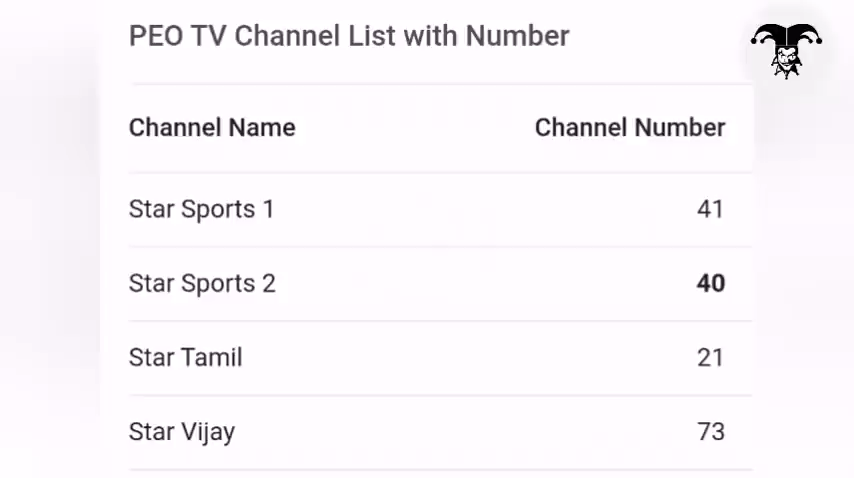 PEO TV Channel List with Number
Channel Name Channel Number
Star Sports 1 41
Star Sports 2 40
Star Tamil 21
Star Vijay 73